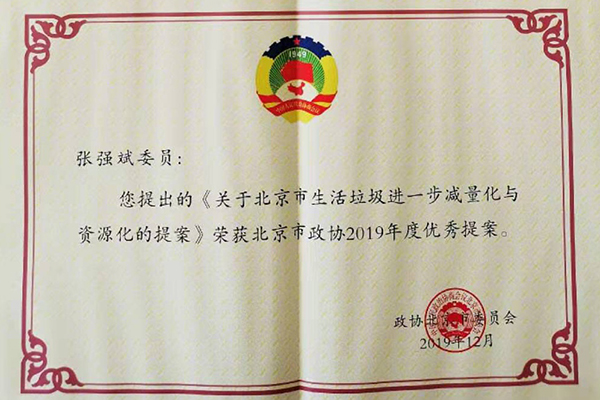 1949
张强斌委员：
您提出的《关于北京市生活垃圾进一步减量化与
资源化的提案》荣获北京市政协2019年度优秀提案。
政协北京市委员会
2019年12月